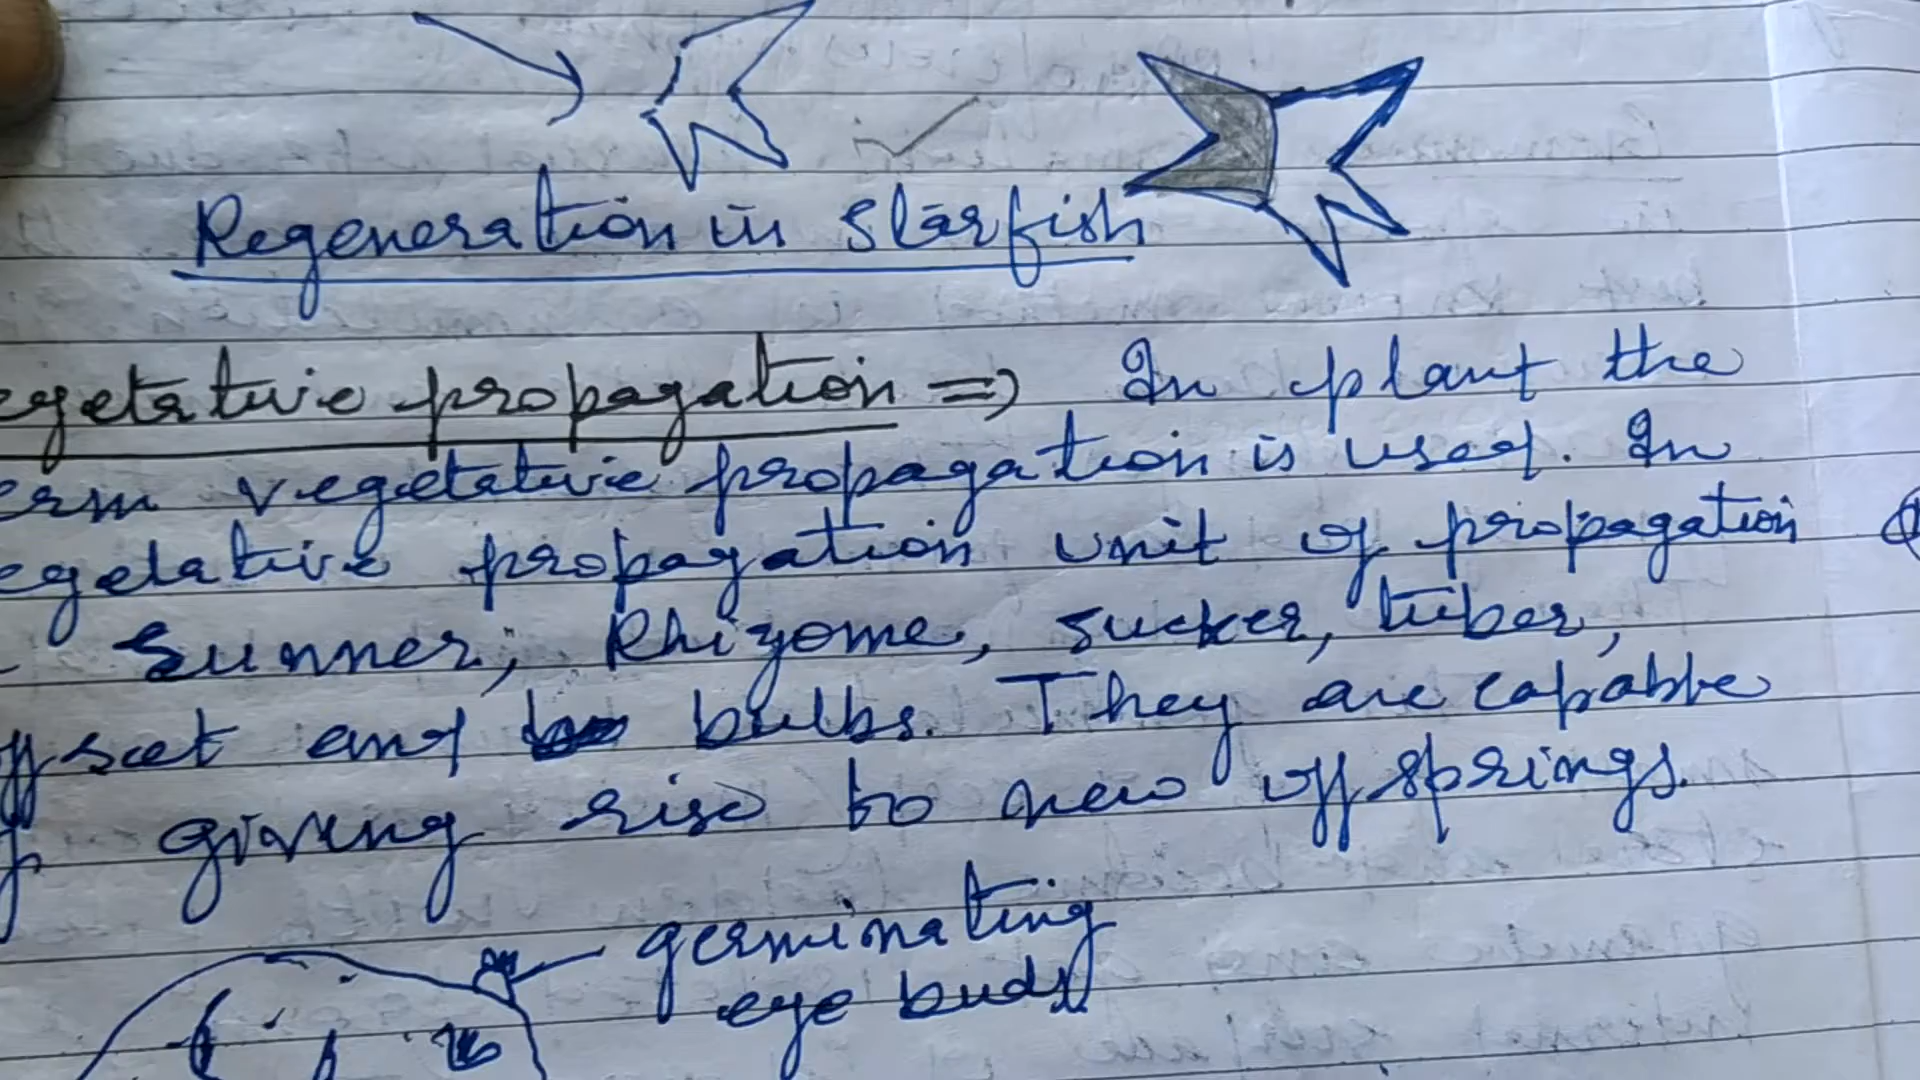 Regeneration in Starfish
egetative propagation => In plant the
erm vegetative propagation is used. In
egetative propagation unit of propagation
Sunner, Rhizome, sucker, tuber,
ffset and bulbs. They are capable
giving rise to new offsprings.
germinating
eye buds